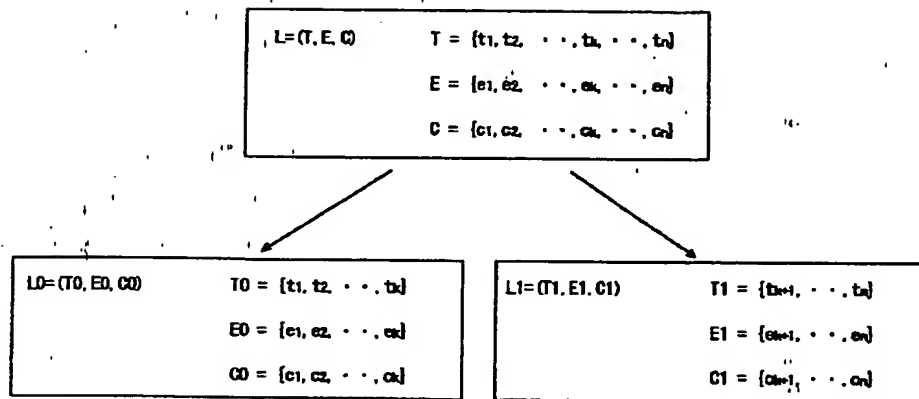 L=(T, E, C) T = {t1, t2, · ·, tk, · ·, tn}
E = {e1, e2, · ·, ek, · ·, en}
C = {c1, c2, · ·, ck, · ·, cn}
L0=(T0, E0, C0) T0 = {t1, t2, · ·, tk}
E0 = {e1, e2, · ·, ek}
C0 = {c1, c2, · ·, ck}
L1=(T1, E1, C1) T1 = {tk+1, · ·, tn}
E1 = {ek+1, · ·, en}
C1 = {ck+1, · ·, cn}